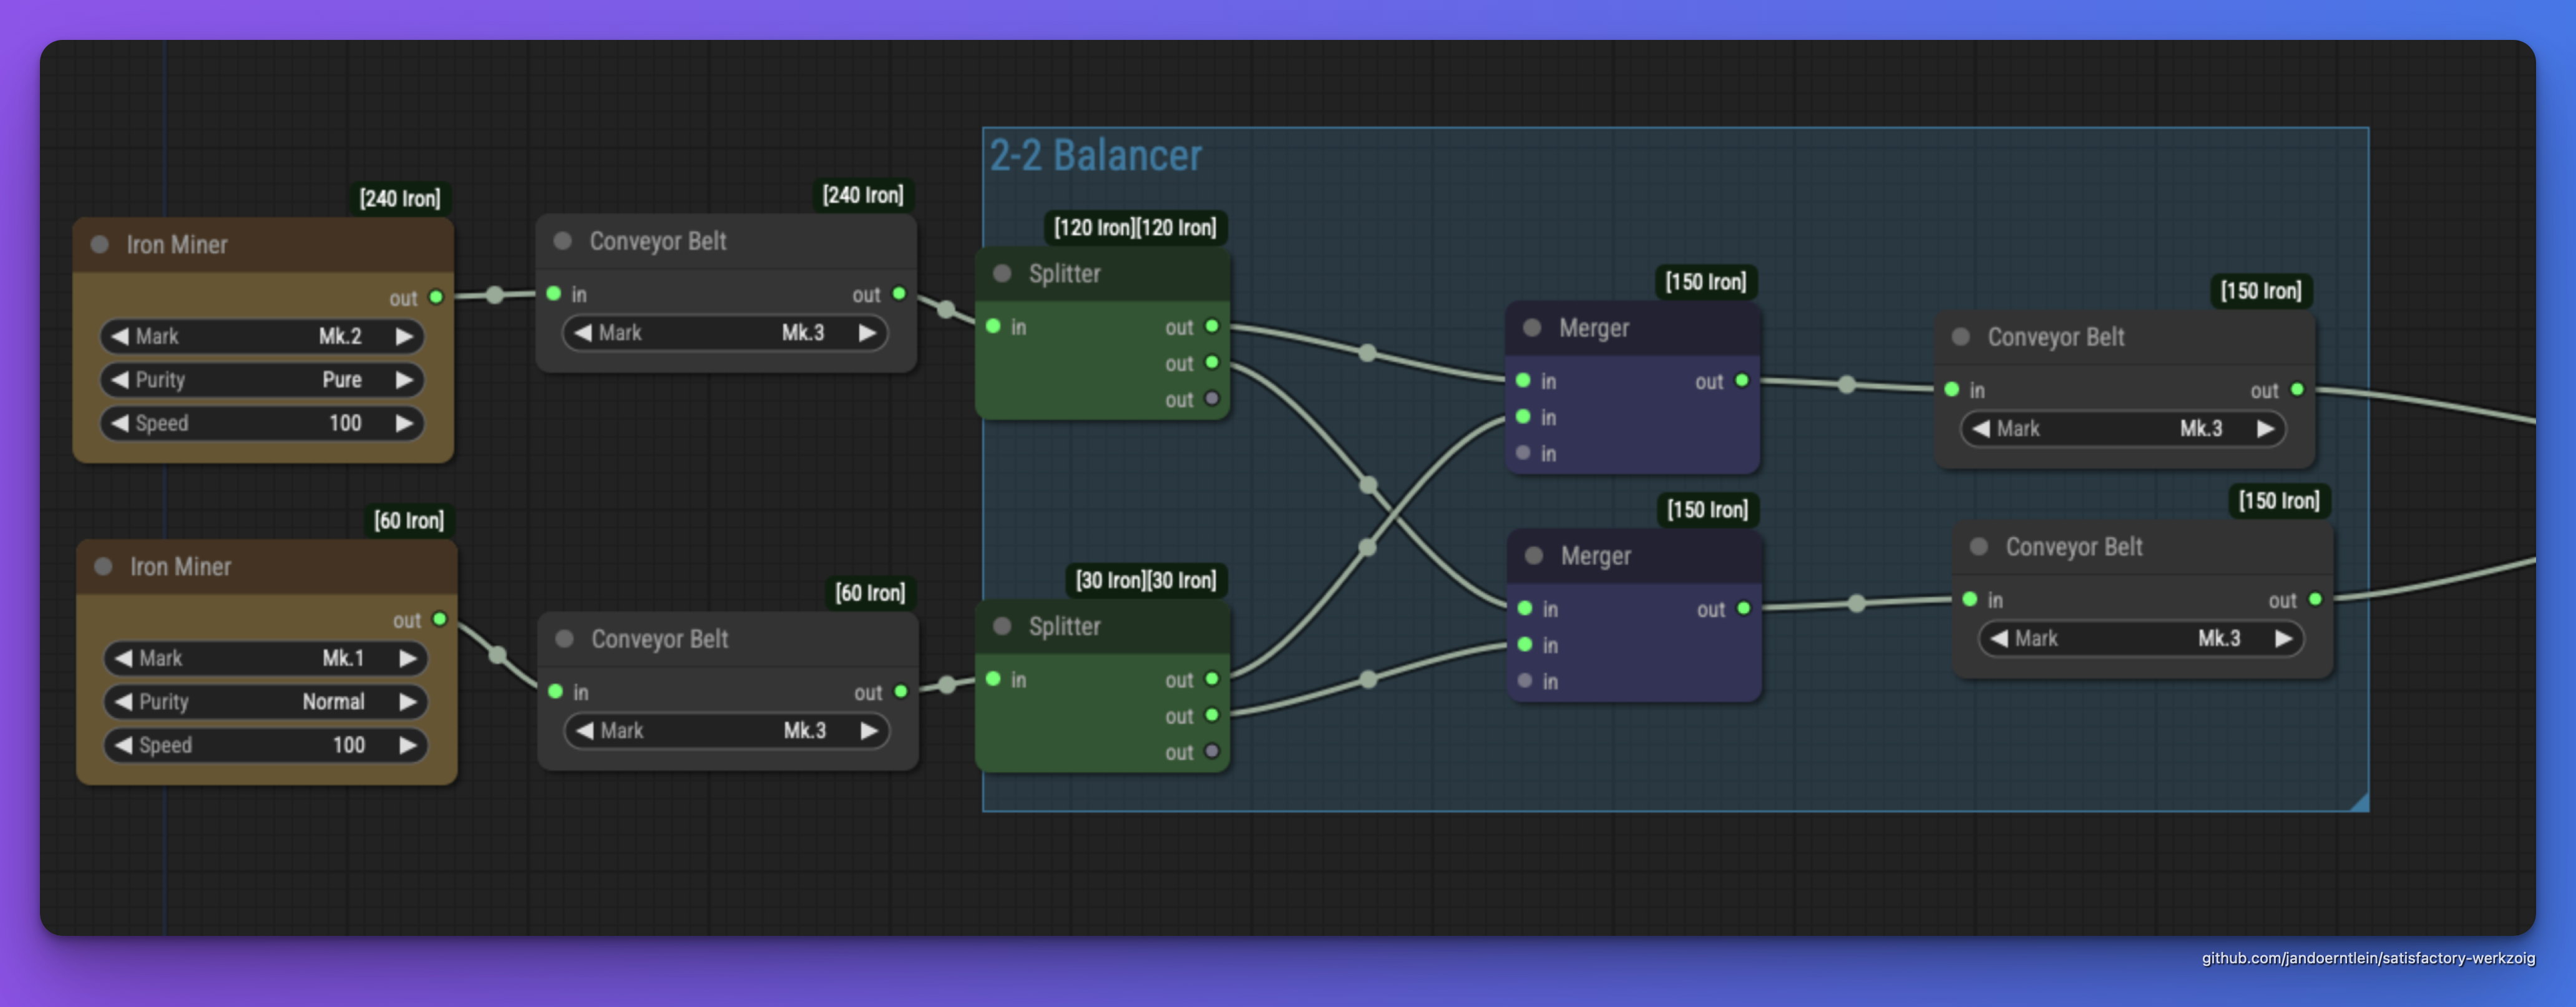 2-2 Balancer
[240 Iron]
Iron Miner
out
Mark Mk.2
Purity Pure
Speed 100
[240 Iron]
Conveyor Belt
in out
Mark Mk.3
[120 Iron][120 Iron]
Splitter
in out
out
out
[150 Iron]
Merger
in out
in
in
[150 Iron]
Conveyor Belt
in out
Mark Mk.3
[60 Iron]
Iron Miner
out
Mark Mk.1
Purity Normal
Speed 100
[60 Iron]
Conveyor Belt
in out
Mark Mk.3
[30 Iron][30 Iron]
Splitter
in out
out
out
[150 Iron]
Merger
in out
in
in
[150 Iron]
Conveyor Belt
in out
Mark Mk.3
github.com/jandoerntlein/satisfactory-werkzoig